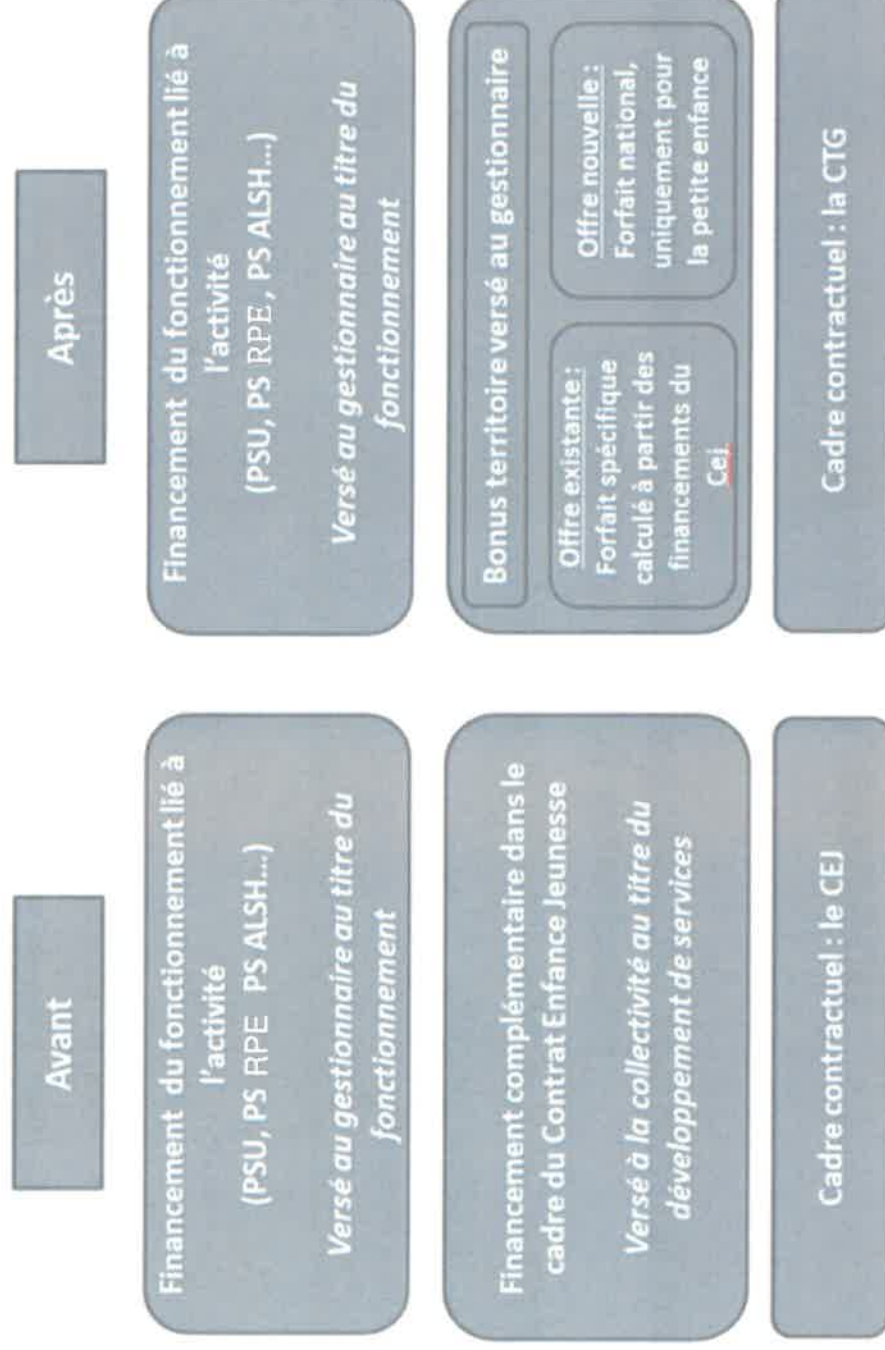 Avant
Financement du fonctionnement lié à
l'activité
(PSU, PS RPE PS ALSH...)
Versé au gestionnaire au titre du
fonctionnement
Financement complémentaire dans le
cadre du Contrat Enfance Jeunesse
Versé à la collectivité au titre du
développement de services
Cadre contractuel : le CEJ
Après
Financement du fonctionnement lié à
l'activité
(PSU, PS RPE, PS ALSH...)
Versé au gestionnaire au titre du
fonctionnement
Bonus territoire versé au gestionnaire
Offre existante :
Forfait spécifique
calculé à partir des
financements du
Cej
Offre nouvelle :
Forfait national,
uniquement pour
la petite enfance
Cadre contractuel : la CTG